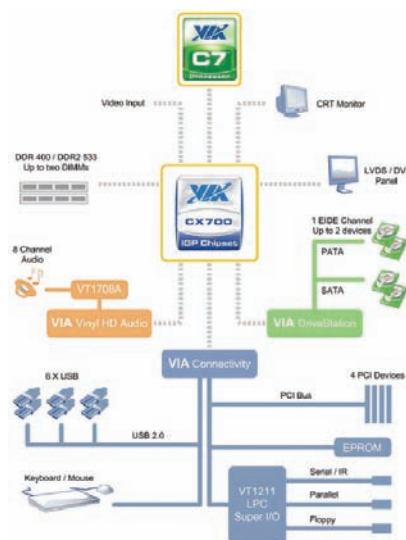 VIA
C7
Processor
Video Input
CRT Monitor
DDR 400 / DDR2 533
Up to two DIMMs
LVDS / DVI
Panel
VIA
CX700
IGP Chipset
1 EIDE Channel
Up to 2 devices
PATA
SATA
8 Channel
Audio
VT1708A
VIA Vinyl HD Audio
VIA DriveStation
VIA Connectivity
6 X USB
4 PCI Devices
PCI Bus
USB 2.0
EPROM
Keyboard / Mouse
VT1211
LPC
Super I/O
Serial / IR
Parallel
Floppy